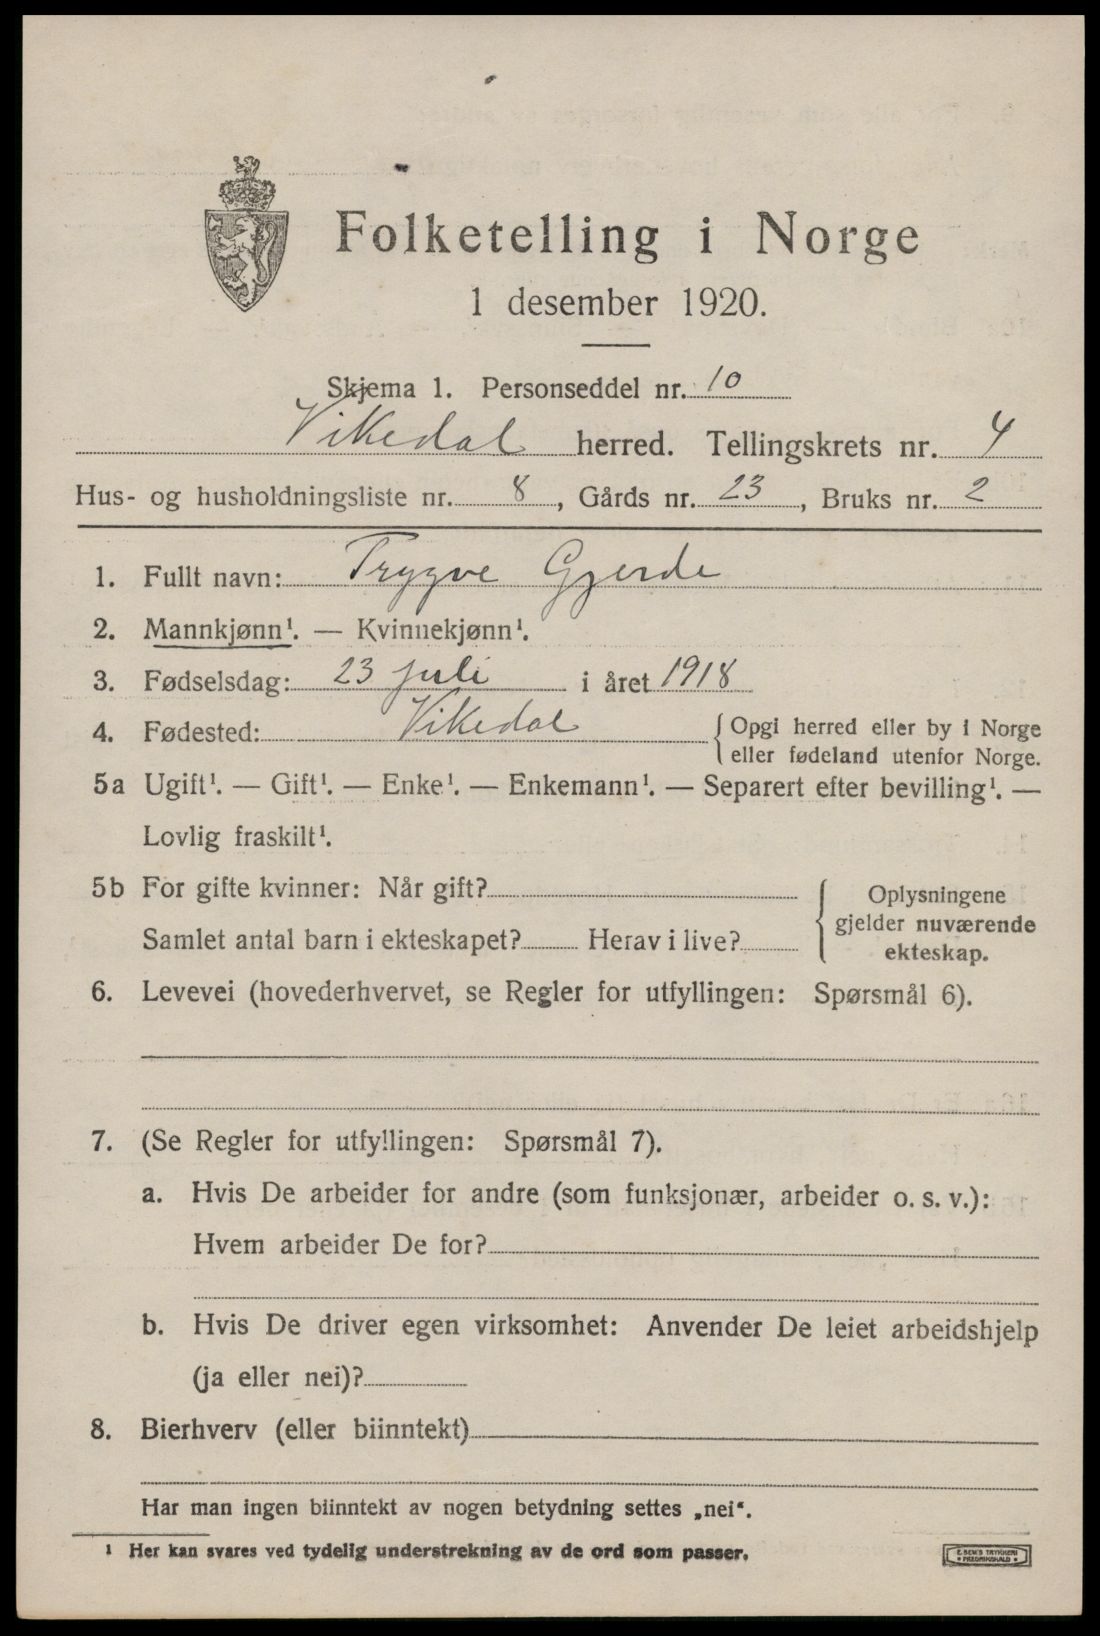 Folketelling i Norge
1 desember 1920.
Skjema 1. Personseddel nr. 10
Vikedal herred. Tellingskrets nr. 4
Hus- og husholdningsliste nr. 8, Gårds nr. 23, Bruks nr. 2
1. Fullt navn: Trygve Gjerde
2. Mannkjønn¹. — Kvinnekjønn¹.
3. Fødselsdag: 23 juli i året 1918
4. Fødested: Vikedal { Opgi herred eller by i Norge
eller fødeland utenfor Norge.
5a Ugift¹. — Gift¹. — Enke¹. — Enkemann¹. — Separert efter bevilling¹. —
Lovlig fraskilt¹.
5b For gifte kvinner: Når gift?
Samlet antal barn i ekteskapet? Herav i live?
{ Oplysningene
gjelder nuværende
ekteskap.
6. Levevei (hovederhvervet, se Regler for utfyllingen: Spørsmål 6).
7. (Se Regler for utfyllingen: Spørsmål 7).
a. Hvis De arbeider for andre (som funksjonær, arbeider o. s. v.):
Hvem arbeider De for?
b. Hvis De driver egen virksomhet: Anvender De leiet arbeidshjelp
(ja eller nei)?
8. Bierhverv (eller biinntekt)
Har man ingen biinntekt av nogen betydning settes „nei“.
¹ Her kan svares ved tydelig understrekning av de ord som passer.
E. SEM'S TRYKKERI
• FREDRIKSHALD •